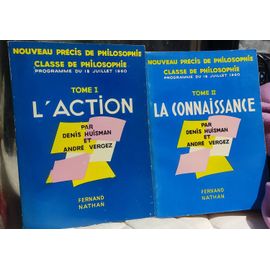 NOUVEAU PRÉCIS DE PHILOSOPHIE
CLASSE DE PHILOSOPHIE
PROGRAMME DU 18 JUILLET 1960
TOME I
L'ACTION
PAR
DENIS HUISMAN
ET
ANDRÉ VERGEZ
FERNAND
NATHAN
NOUVEAU PRÉCIS DE PHILOSOPHIE
CLASSE DE PHILOSOPHIE
PROGRAMME DU 18 JUILLET 1960
TOME II
LA CONNAISSANCE
PAR
DENIS HUISMAN
ET
ANDRÉ VERGEZ
FERNAND
NATHAN